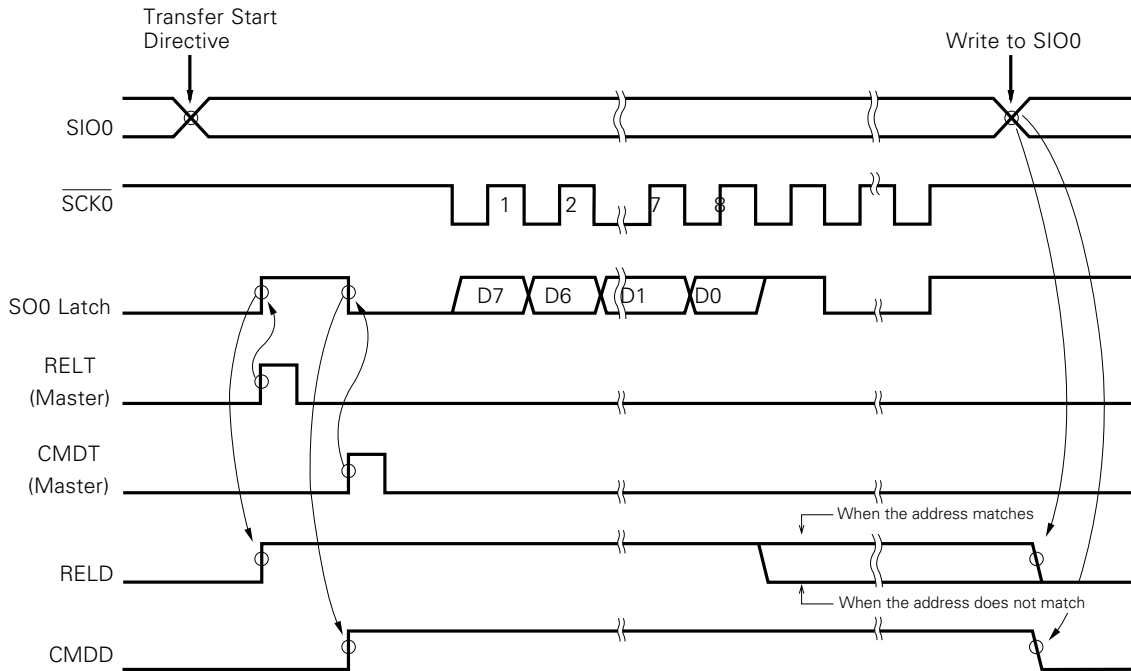 Transfer Start
Directive
Write to SIO0
SIO0
SCK0
1 2 7 8
SO0 Latch
D7 D6 D1 D0
RELT
(Master)
CMDT
(Master)
When the address matches
RELD
When the address does not match
CMDD